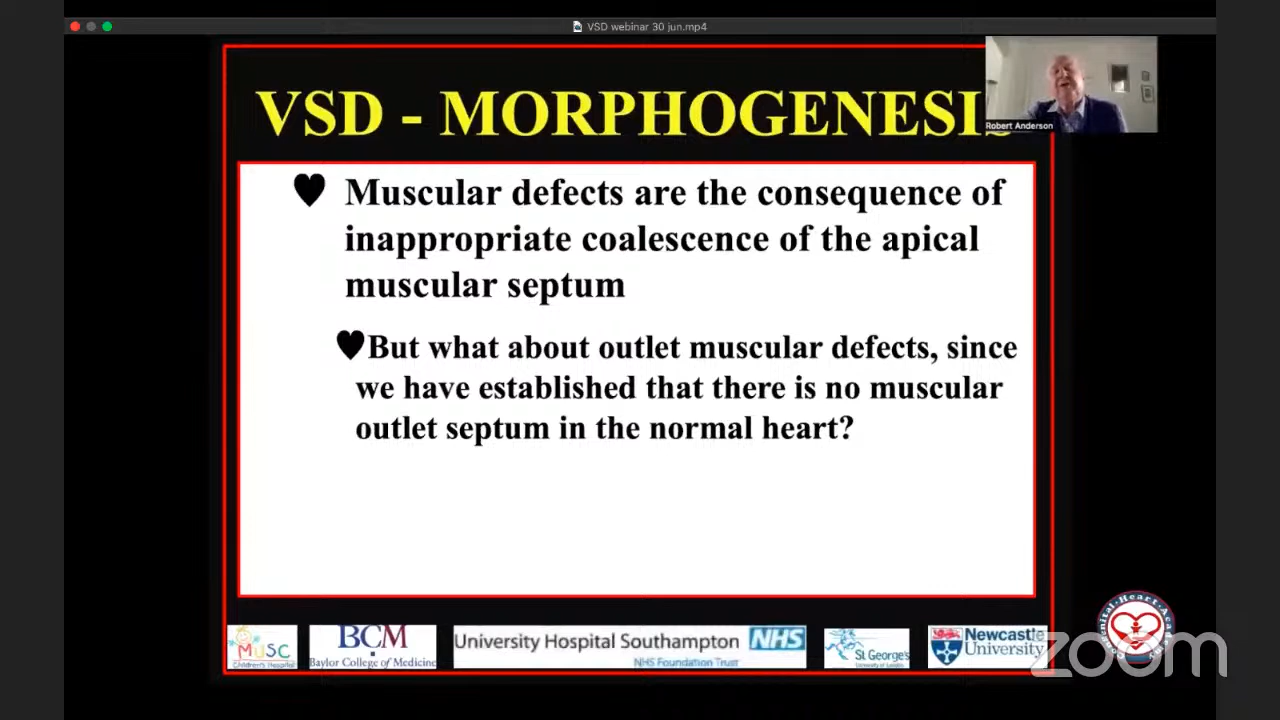 VSD webinar 30 jun.mp4
VSD - MORPHOGENESI
Robert Anderson
Muscular defects are the consequence of
inappropriate coalescence of the apical
muscular septum
But what about outlet muscular defects, since
we have established that there is no muscular
outlet septum in the normal heart?
MUSC
Children's Hospital
BCM
Baylor College of Medicine
University Hospital Southampton NHS
NHS Foundation Trust
St George's
University of London
Newcastle
University
zoom